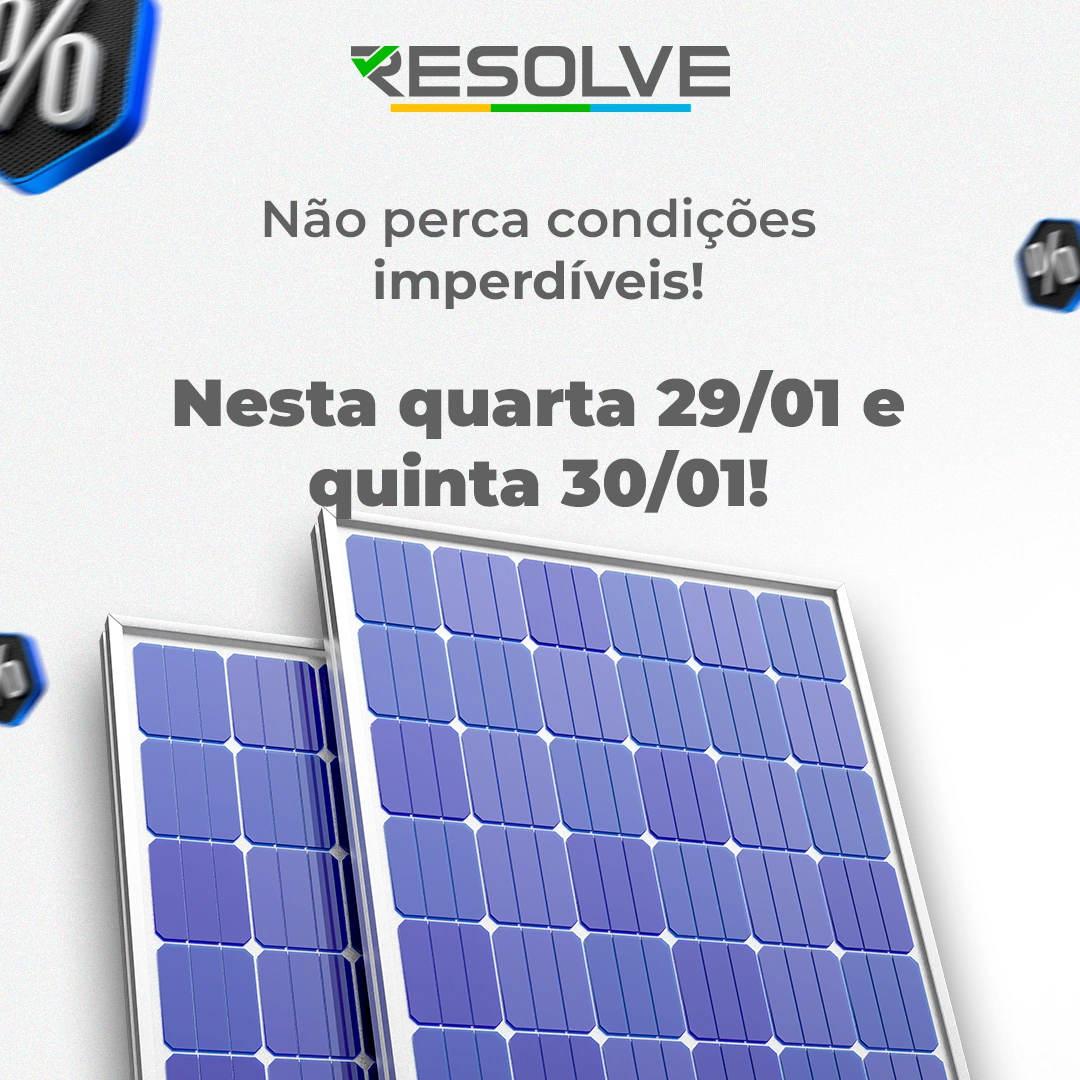 %
RESOLVE
Não perca condições
imperdíveis!
%
Nesta quarta 29/01 e
quinta 30/01!
%